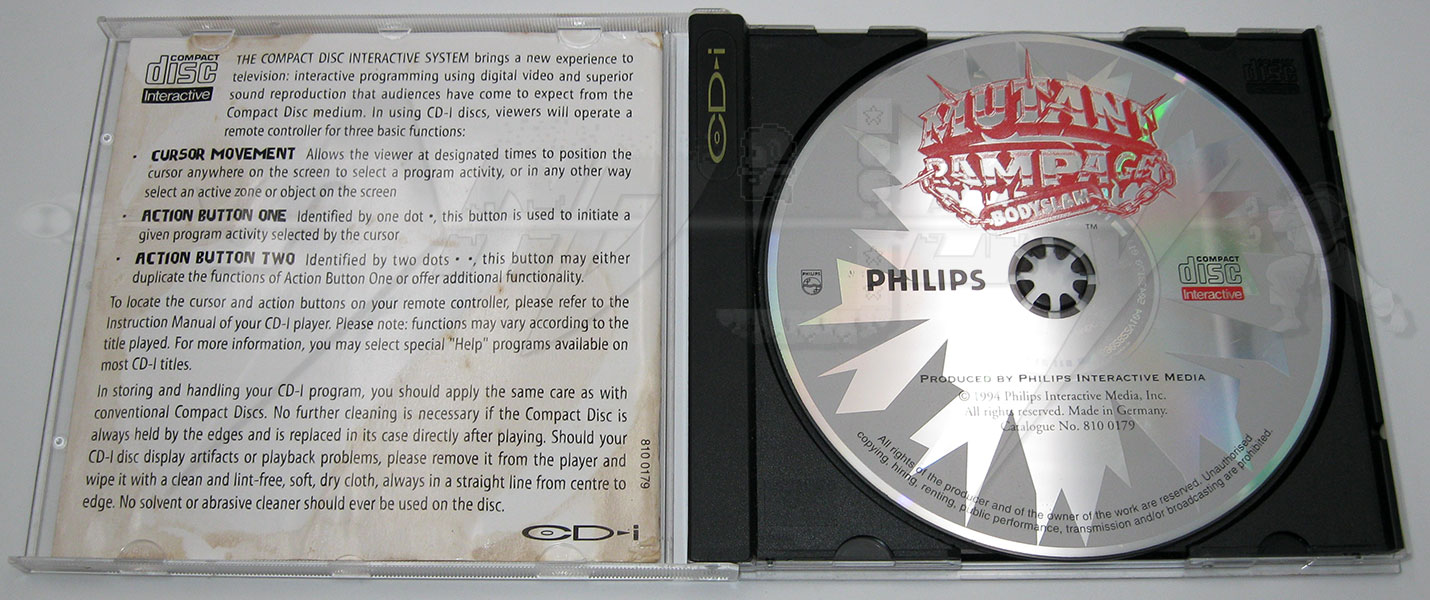 COMPACT
disc
Interactive
THE COMPACT DISC INTERACTIVE SYSTEM brings a new experience to
television: interactive programming using digital video and superior
sound reproduction that audiences have come to expect from the
Compact Disc medium. In using CD-I discs, viewers will operate a
remote controller for three basic functions:
• CURSOR MOVEMENT Allows the viewer at designated times to position the
cursor anywhere on the screen to select a program activity, or in any other way
select an active zone or object on the screen
• ACTION BUTTON ONE Identified by one dot •, this button is used to initiate a
given program activity selected by the cursor
• ACTION BUTTON TWO Identified by two dots • •, this button may either
duplicate the functions of Action Button One or offer additional functionality.
To locate the cursor and action buttons on your remote controller, please refer to the
Instruction Manual of your CD-I player. Please note: functions may vary according to the
title played. For more information, you may select special "Help" programs available on
most CD-I titles.
In storing and handling your CD-I program, you should apply the same care as with
conventional Compact Discs. No further cleaning is necessary if the Compact Disc is
always held by the edges and is replaced in its case directly after playing. Should your
CD-I disc display artifacts or playback problems, please remove it from the player and
wipe it with a clean and lint-free, soft, dry cloth, always in a straight line from centre to
edge. No solvent or abrasive cleaner should ever be used on the disc.
810 0179
CD-i
CD-i
disc
MUTANT
RAMPAGE
BODYSLAM
™
PHILIPS
PHILIPS
COMPACT
disc
Interactive
PRODUCED BY PHILIPS INTERACTIVE MEDIA
© 1994 Philips Interactive Media, Inc.
All rights reserved. Made in Germany.
Catalogue No. 810 0179
All rights of the producer and of the owner of the work are reserved. Unauthorised
copying, hiring, renting, public performance, transmission and/or broadcasting are prohibited.